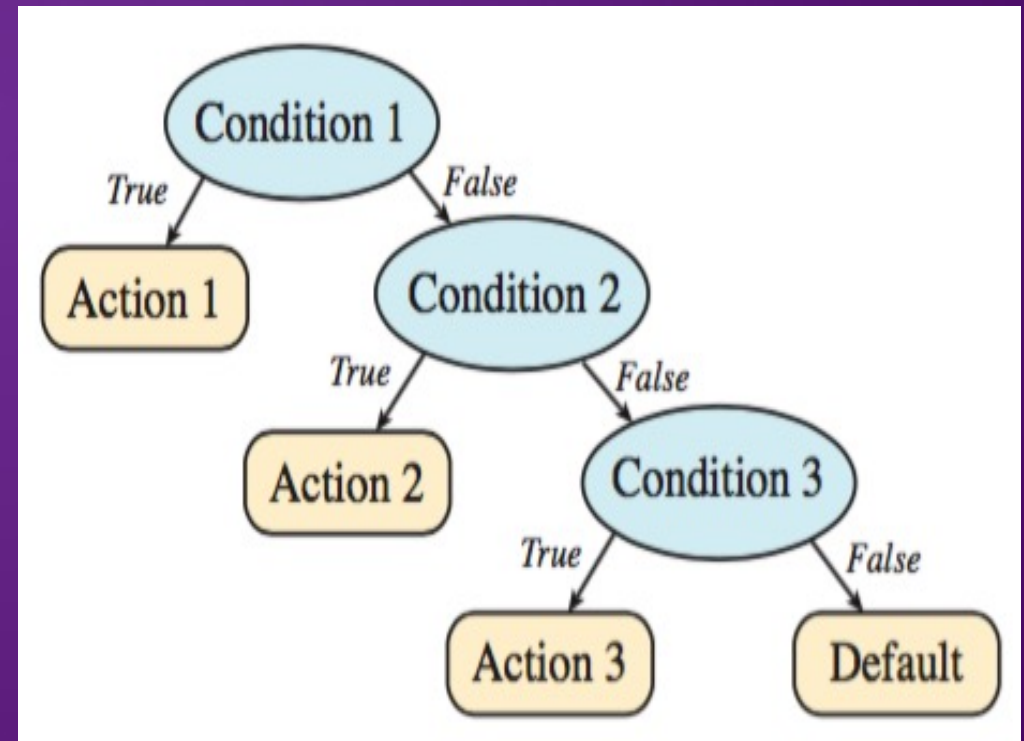 Condition 1
True
False
Action 1
Condition 2
True
False
Action 2
Condition 3
True
False
Action 3
Default